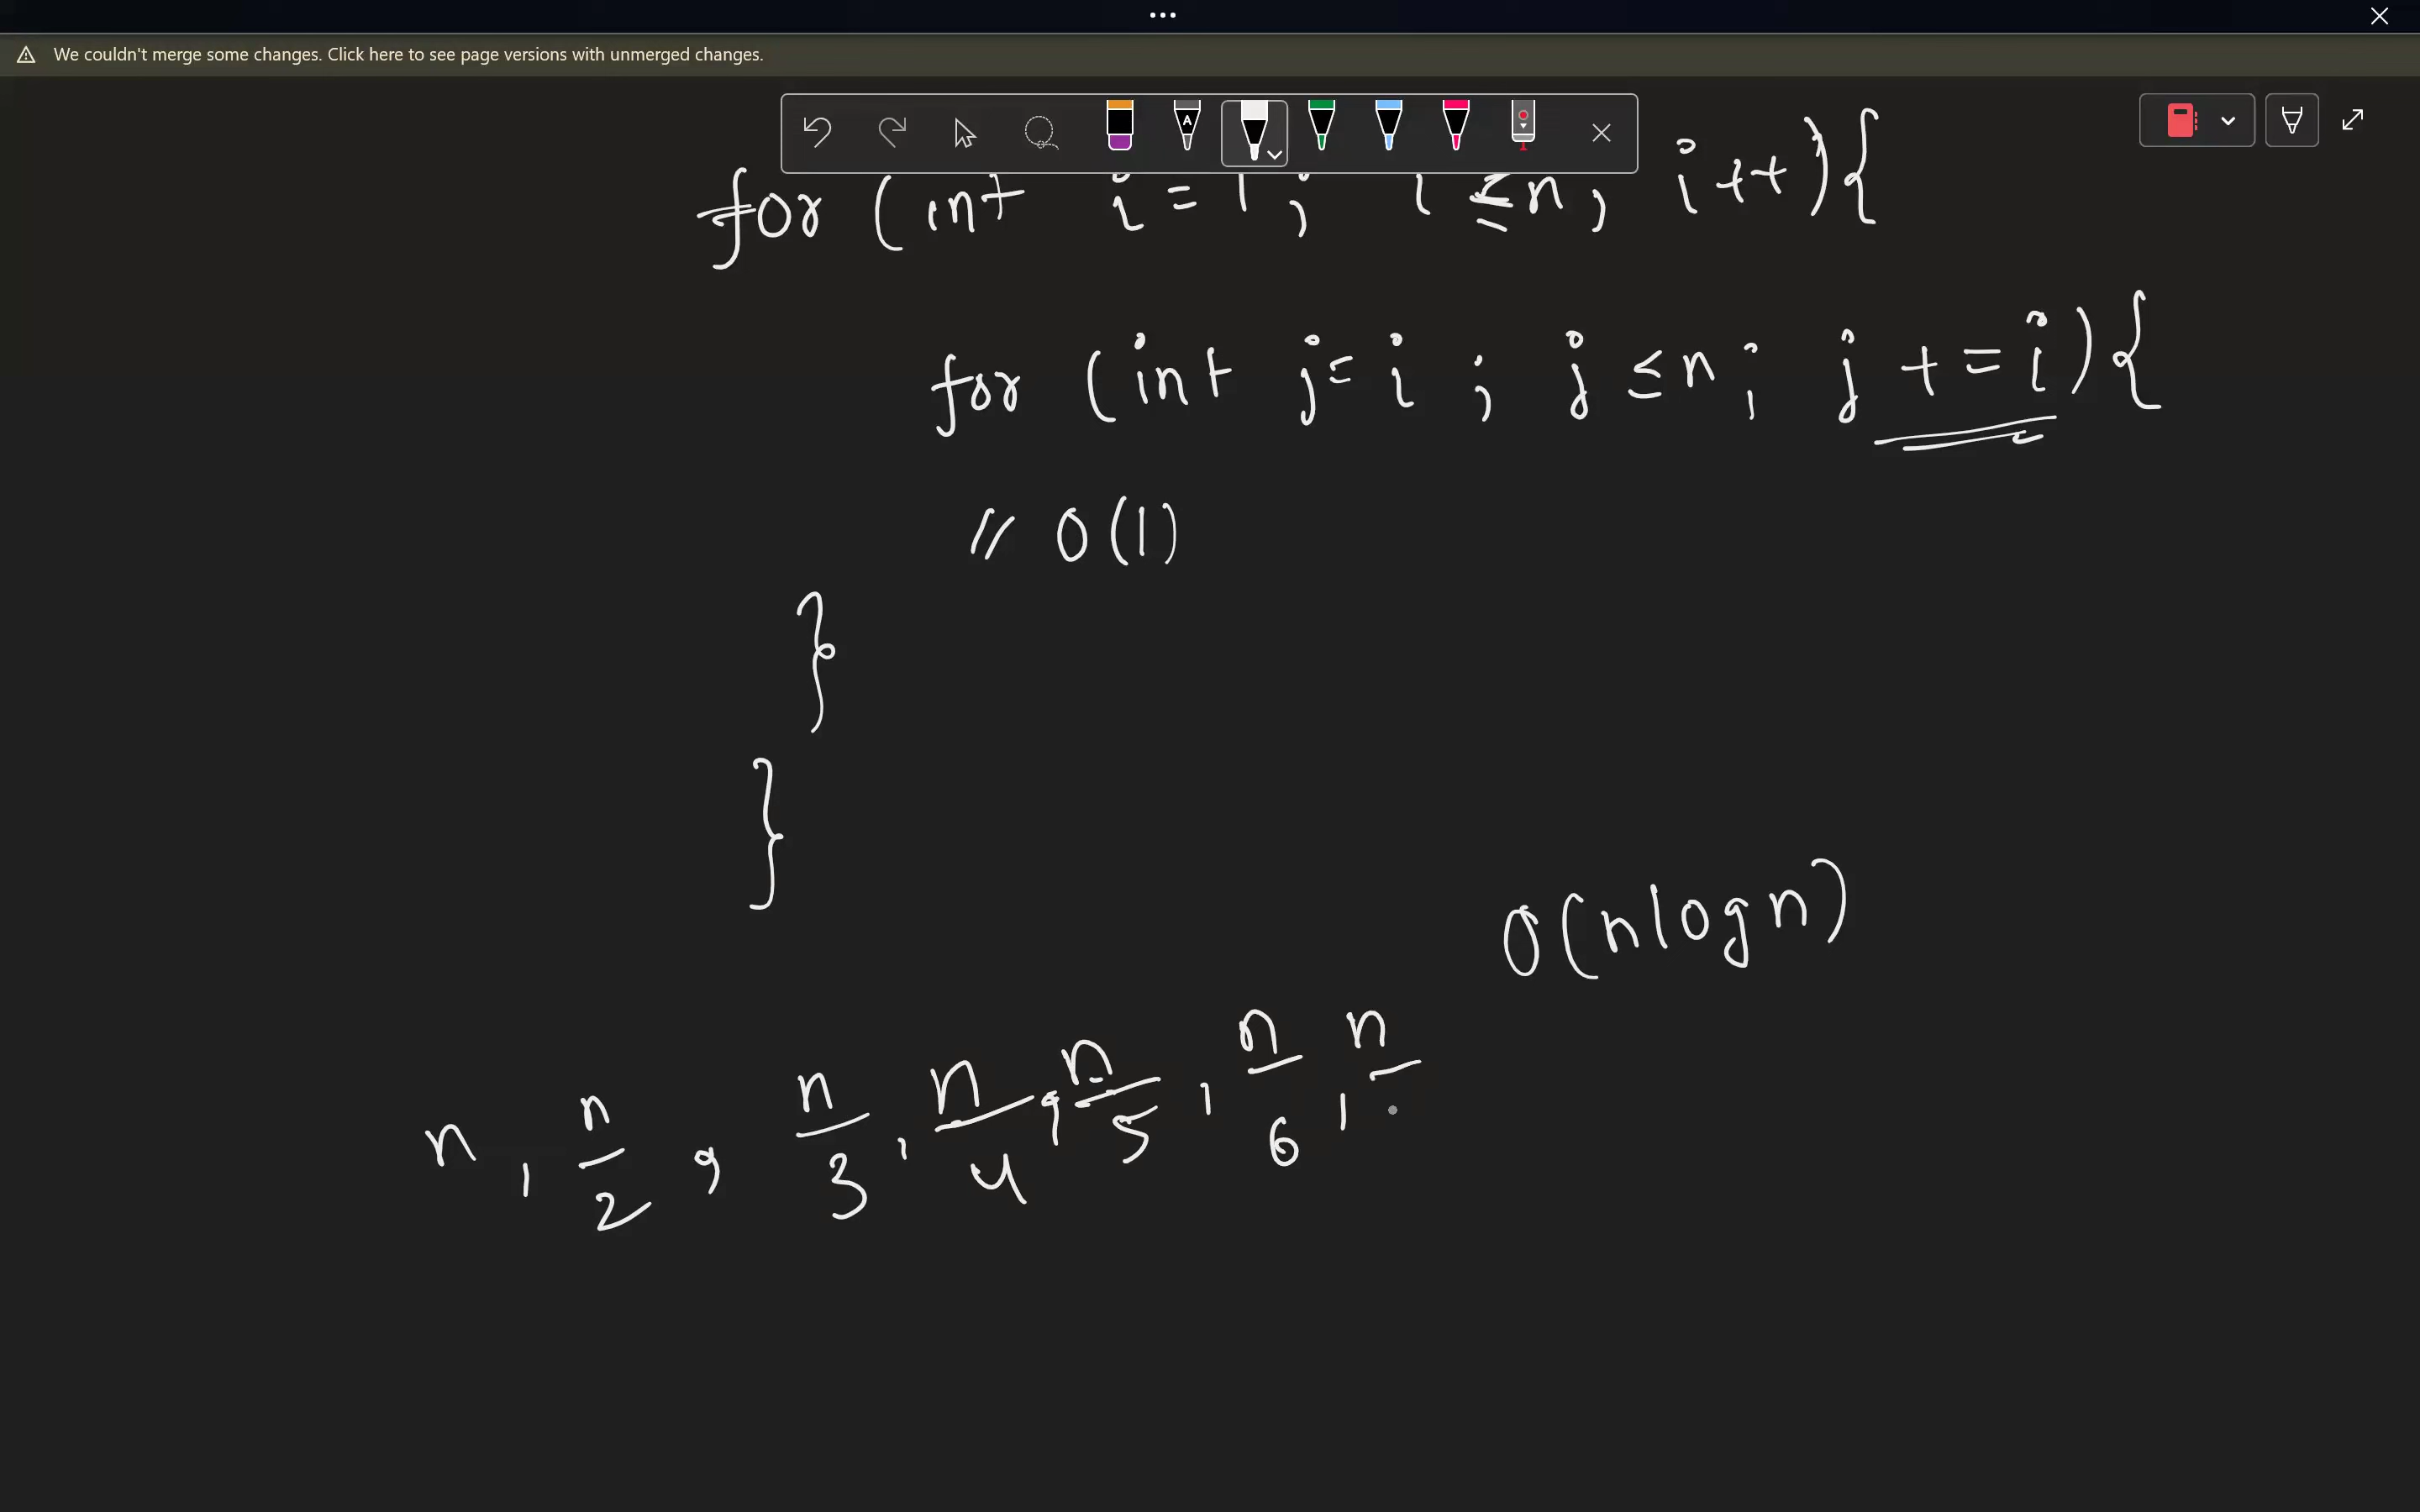 We couldn't merge some changes. Click here to see page versions with unmerged changes.
for (int i = 1 ; i ≤ n ; i++){
for (int j = i ; j ≤ n ; j += i){
// O(1)
}
}
O(n log n)
n, n/2, n/3, n/4, n/5, n/6, n/